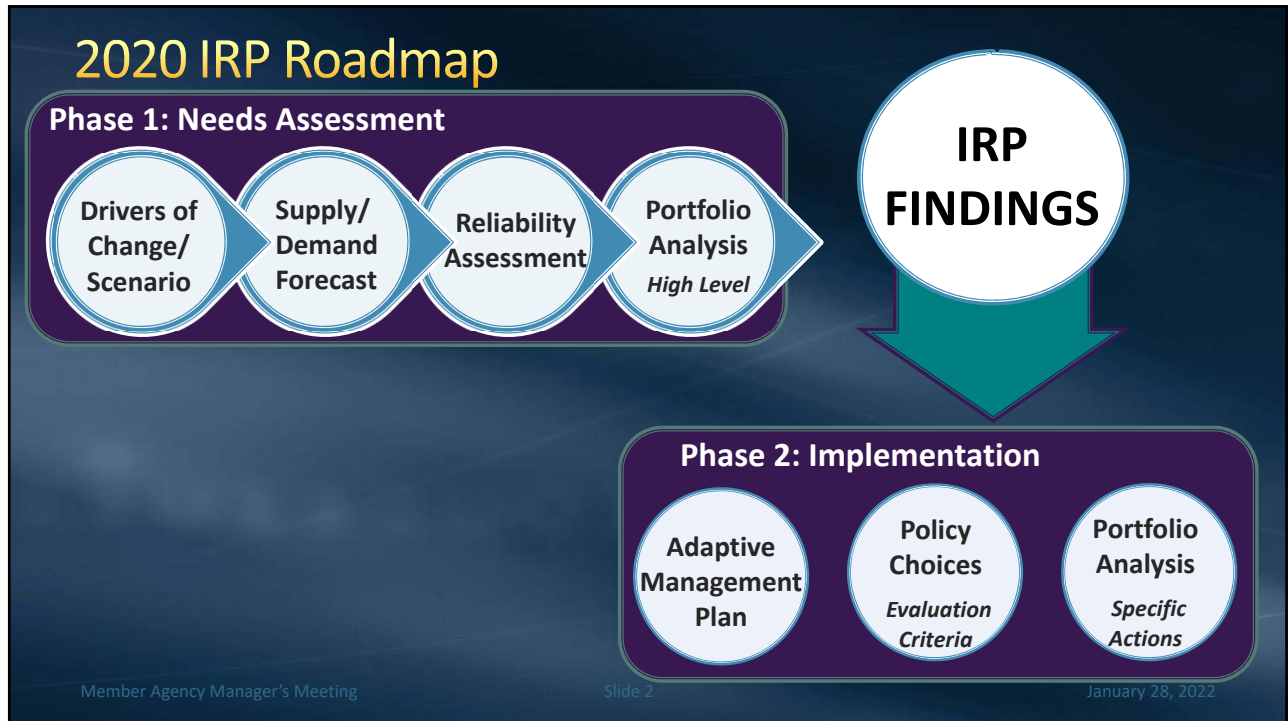 2020 IRP Roadmap
Phase 1: Needs Assessment
Drivers of
Change/
Scenario
Supply/
Demand
Forecast
Reliability
Assessment
Portfolio
Analysis
High Level
IRP
FINDINGS
Phase 2: Implementation
Adaptive
Management
Plan
Policy
Choices
Evaluation
Criteria
Portfolio
Analysis
Specific
Actions
Member Agency Manager's Meeting
Slide 2
January 28, 2022